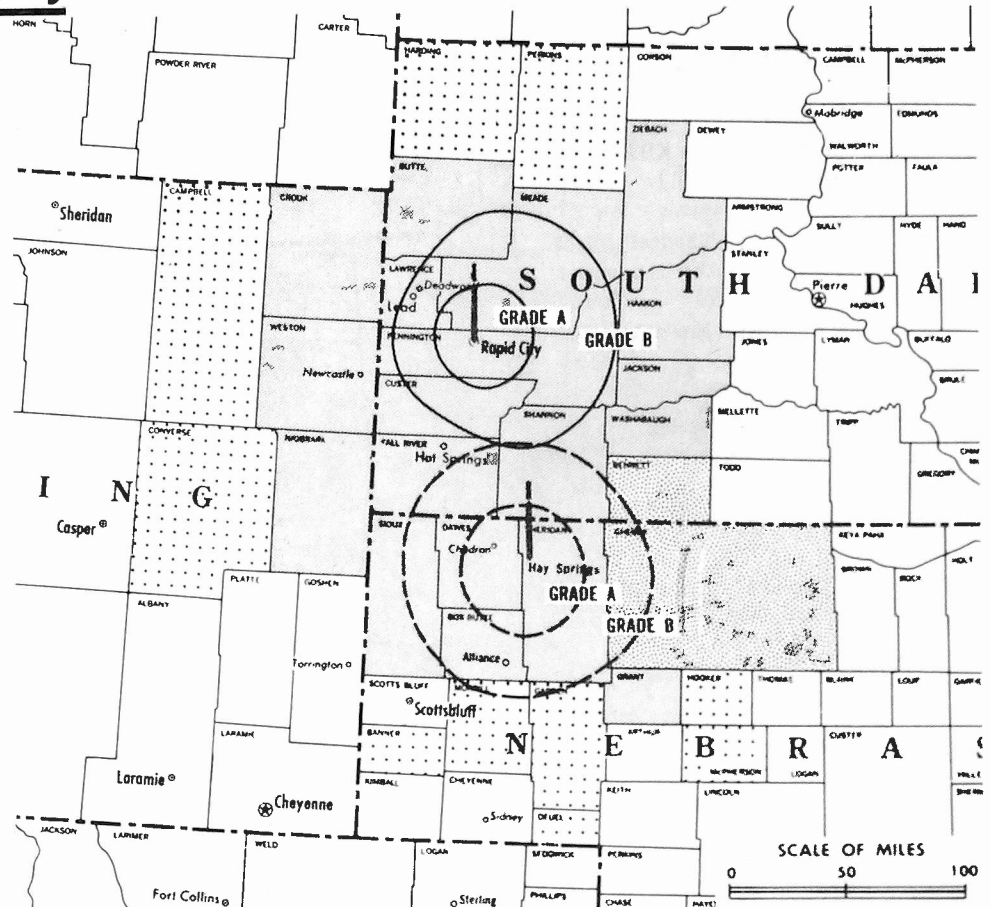 HORN
CARTER
POWDER RIVER
HARDING
PERKINS
CORSON
CAMPBELL
McPHERSON
Mobridge
EDMUNDS
WALWORTH
ZIEBACH
DEWEY
POTTER
FAULK
BUTTE
MEADE
ARMSTRONG
SULLY
HYDE
HAND
Sheridan
CAMPBELL
CROOK
JOHNSON
STANLEY
LAWRENCE
Deadwood
Lead
S O U T H D A
Pierre
HUGHES
HAAKON
GRADE A
GRADE B
WESTON
PENNINGTON
Rapid City
JONES
LYMAN
BUFFALO
Newcastle
JACKSON
BRULE
CUSTER
SHANNON
WASHABAUGH
MELLETTE
TRIPP
CONVERSE
NIOBRARA
FALL RIVER
Hot Springs
BENNETT
TODD
GREGORY
I N G
Casper
SIOUX
DAWES
SHERIDAN
CHERRY
KEYA PAHA
Chadron
Hay Springs
BROWN
ROCK
HOLT
PLATTE
GOSHEN
GRADE A
ALBANY
BOX BUTTE
GRADE B
Alliance
Torrington
SCOTTS BLUFF
MORRILL
GARDEN
GRANT
HOOKER
THOMAS
BLAINE
LOUP
Scottsbluff
LARAMIE
BANNER
N E B R A S
ARTHUR
CUSTER
McPHERSON
LOGAN
Laramie
KIMBALL
CHEYENNE
KEITH
LINCOLN
Cheyenne
Sidney
DEUEL
JACKSON
LARIMER
WELD
LOGAN
SEDGWICK
PERKINS
SCALE OF MILES
0 50 100
Fort Collins
Sterling
PHILLIPS
CHASE